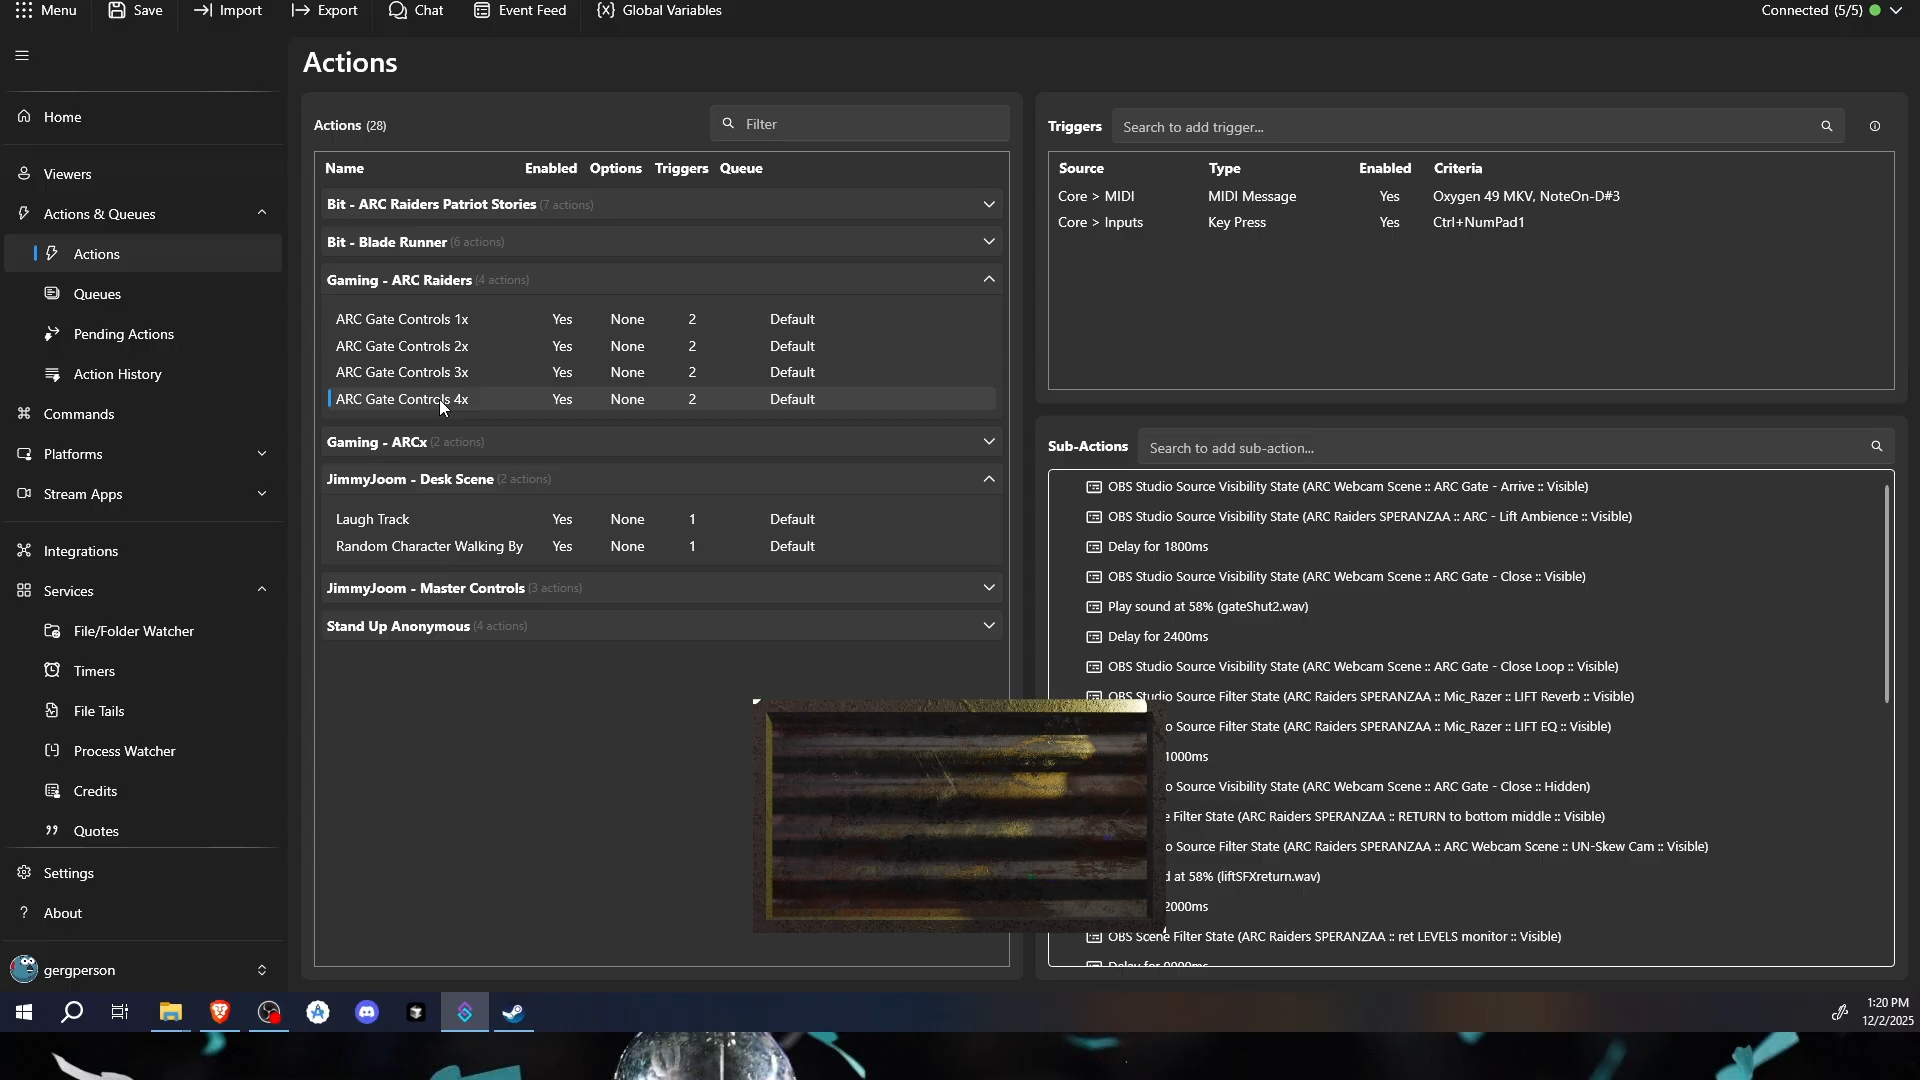 Menu Save Import Export Chat Event Feed Global Variables Connected (5/5)
Actions
Home
Viewers
Actions & Queues
Actions
Queues
Pending Actions
Action History
Commands
Platforms
Stream Apps
Integrations
Services
File/Folder Watcher
Timers
File Tails
Process Watcher
Credits
Quotes
Settings
About
gergperson
Actions (28) Filter
Name Enabled Options Triggers Queue
Bit - ARC Raiders Patriot Stories (7 actions)
Bit - Blade Runner (6 actions)
Gaming - ARC Raiders (4 actions)
ARC Gate Controls 1x Yes None 2 Default
ARC Gate Controls 2x Yes None 2 Default
ARC Gate Controls 3x Yes None 2 Default
ARC Gate Controls 4x Yes None 2 Default
Gaming - ARCx (2 actions)
JimmyJoom - Desk Scene (2 actions)
Laugh Track Yes None 1 Default
Random Character Walking By Yes None 1 Default
JimmyJoom - Master Controls (3 actions)
Stand Up Anonymous (4 actions)
Triggers Search to add trigger...
Source Type Enabled Criteria
Core > MIDI MIDI Message Yes Oxygen 49 MKV, NoteOn-D#3
Core > Inputs Key Press Yes Ctrl+NumPad1
Sub-Actions Search to add sub-action...
OBS Studio Source Visibility State (ARC Webcam Scene :: ARC Gate - Arrive :: Visible)
OBS Studio Source Visibility State (ARC Raiders SPERANZAA :: ARC - Lift Ambience :: Visible)
Delay for 1800ms
OBS Studio Source Visibility State (ARC Webcam Scene :: ARC Gate - Close :: Visible)
Play sound at 58% (gateShut2.wav)
Delay for 2400ms
OBS Studio Source Visibility State (ARC Webcam Scene :: ARC Gate - Close Loop :: Visible)
OBS Studio Source Filter State (ARC Raiders SPERANZAA :: Mic_Razer :: LIFT Reverb :: Visible)
o Source Filter State (ARC Raiders SPERANZAA :: Mic_Razer :: LIFT EQ :: Visible)
1000ms
o Source Visibility State (ARC Webcam Scene :: ARC Gate - Close :: Hidden)
e Filter State (ARC Raiders SPERANZAA :: RETURN to bottom middle :: Visible)
o Source Filter State (ARC Raiders SPERANZAA :: ARC Webcam Scene :: UN-Skew Cam :: Visible)
d at 58% (liftSFXreturn.wav)
2000ms
OBS Scene Filter State (ARC Raiders SPERANZAA :: ret LEVELS monitor :: Visible)
1:20 PM
12/2/2025